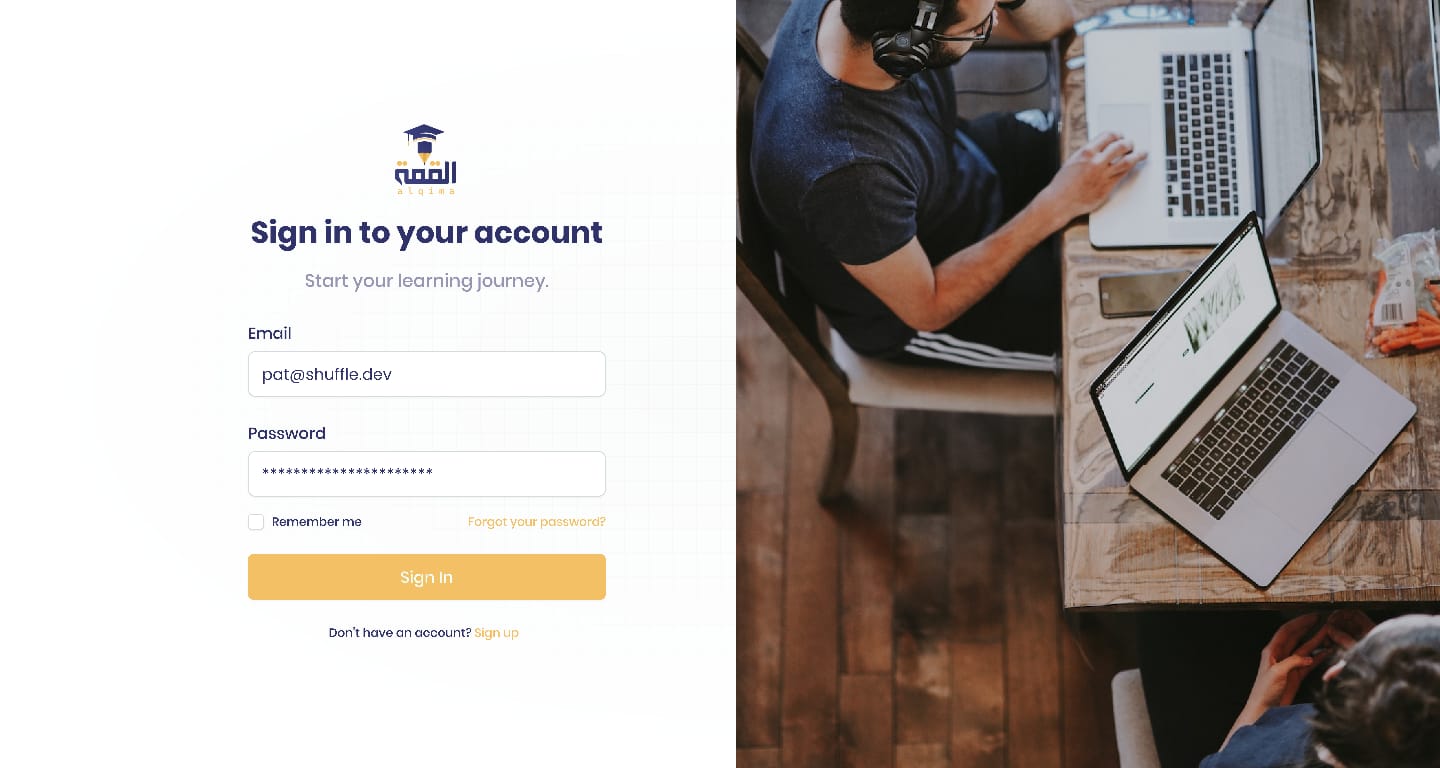 القمة
alqima
Sign in to your account
Start your learning journey.
Email
pat@shuffle.dev
Password
**********************
Remember me
Forgot your password?
Sign In
Don't have an account? Sign up